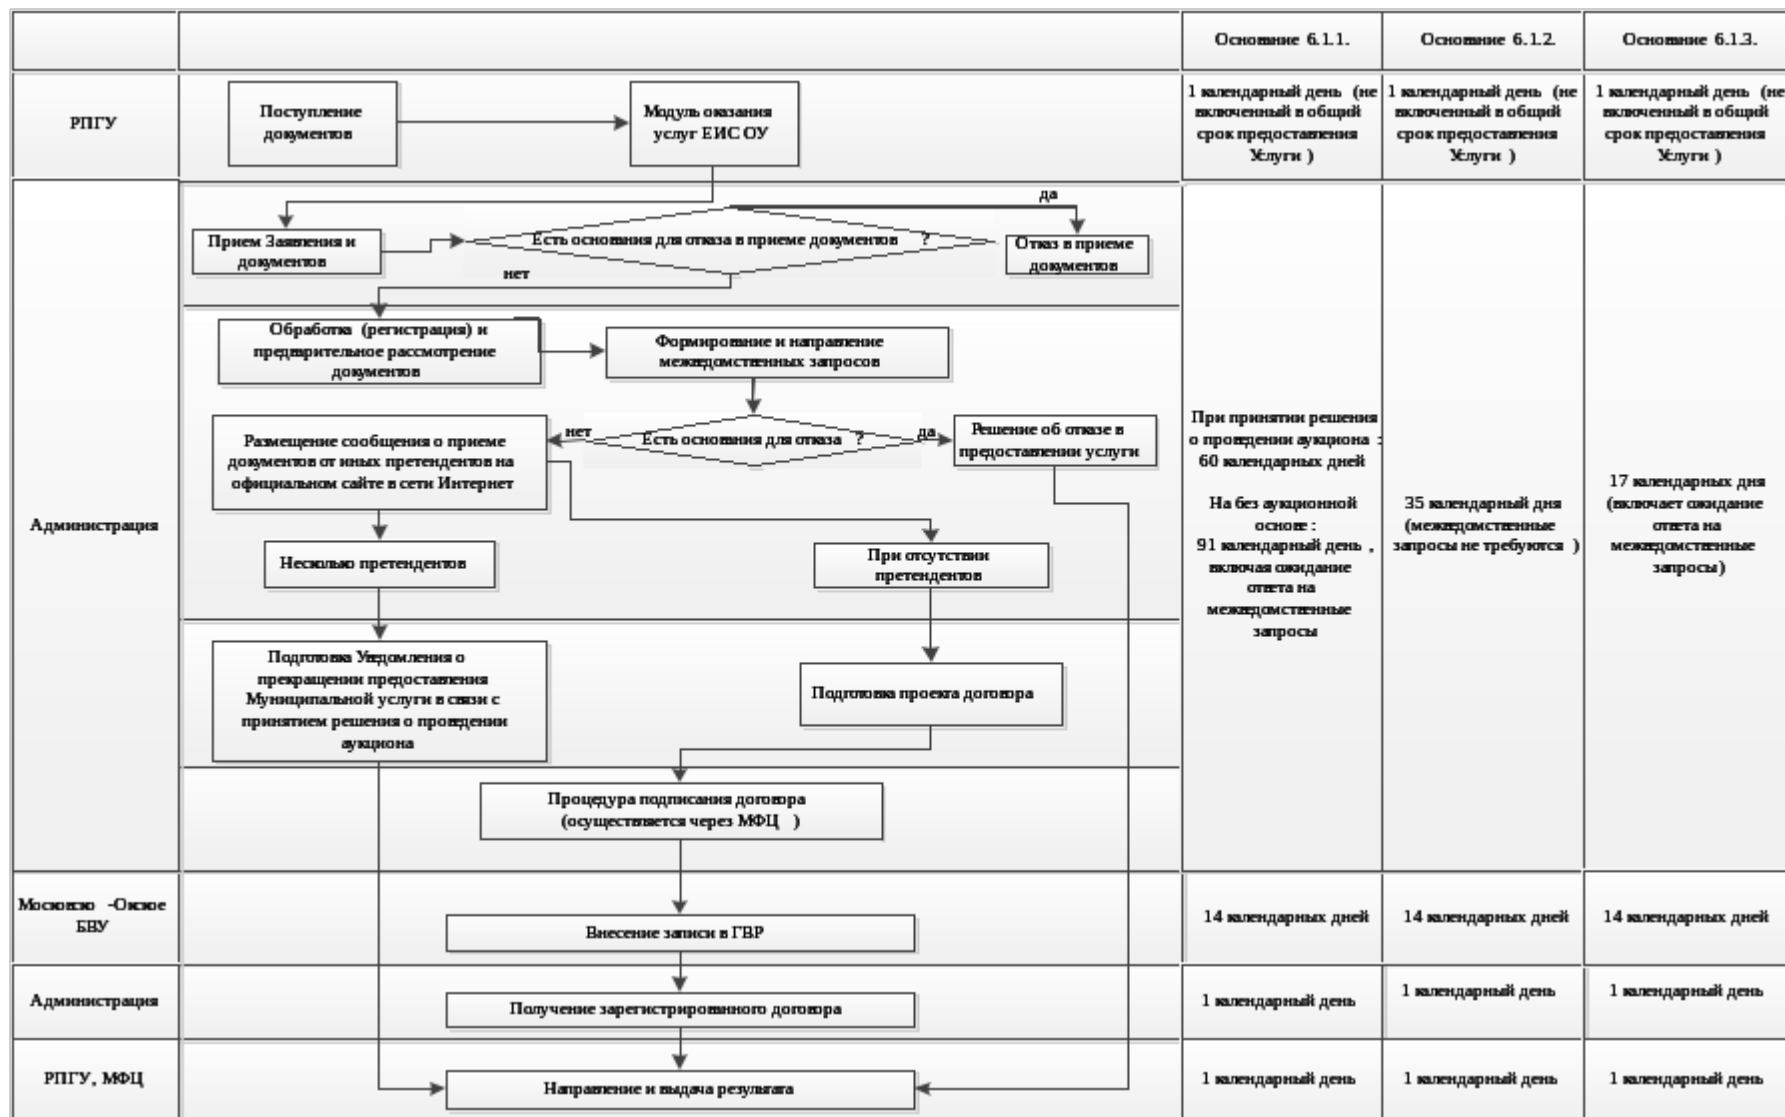 Основание 6.1.1.
Основание 6.1.2.
Основание 6.1.3.
РПГУ
Поступление
документов
Модуль оказания
услуг ЕИС ОУ
1 календарный день (не
включенный в общий
срок предоставления
Услуги )
1 календарный день (не
включенный в общий
срок предоставления
Услуги )
1 календарный день (не
включенный в общий
срок предоставления
Услуги )
Администрация
да
Прием Заявления и
документов
Есть основания для отказа в приеме документов ?
Отказ в приеме
документов
нет
Обработка (регистрация) и
предварительное рассмотрение
документов
Формирование и направление
межведомственных запросов
Размещение сообщения о приеме
документов от иных претендентов на
официальном сайте в сети Интернет
нет
Есть основания для отказа ?
да
Решение об отказе в
предоставлении услуги
Несколько претендентов
При отсутствии
претендентов
Подготовка Уведомления о
прекращении предоставления
Муниципальной услуги в связи с
принятием решения о проведении
аукциона
Подготовка проекта договора
Процедура подписания договора
(осуществляется через МФЦ )
При принятии решения
о проведении аукциона :
60 календарных дней
На без аукционной
основе :
91 календарный день ,
включая ожидание
ответа на
межведомственные
запросы
35 календарный дня
(межведомственные
запросы не требуются )
17 календарных дня
(включает ожидание
ответа на
межведомственные
запросы)
Московско -Окское
БВУ
Внесение записи в ГВР
14 календарных дней
14 календарных дней
14 календарных дней
Администрация
Получение зарегистрированного договора
1 календарный день
1 календарный день
1 календарный день
РПГУ, МФЦ
Направление и выдача результата
1 календарный день
1 календарный день
1 календарный день